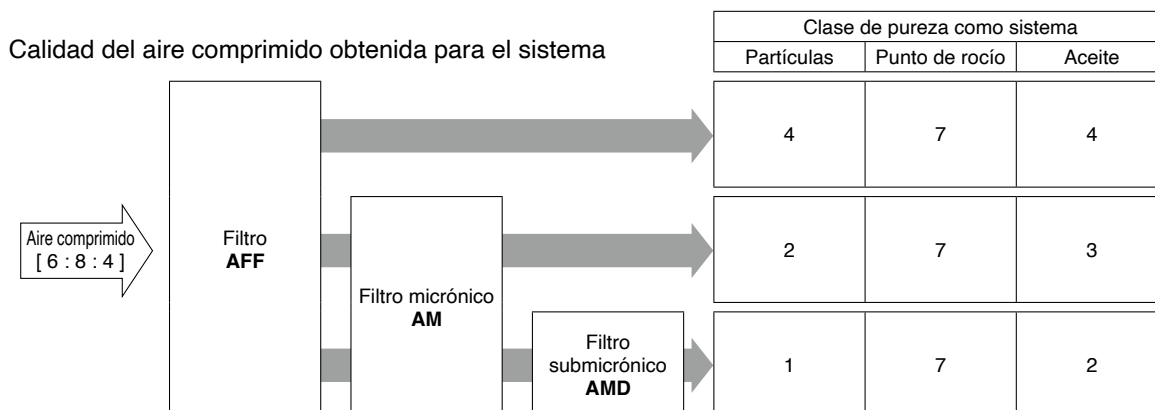 Calidad del aire comprimido obtenida para el sistema
Clase de pureza como sistema
Partículas Punto de rocío Aceite
4 7 4
Aire comprimido
[ 6 : 8 : 4 ]
Filtro
AFF
2 7 3
Filtro micrónico
AM
Filtro
submicrónico
AMD
1 7 2